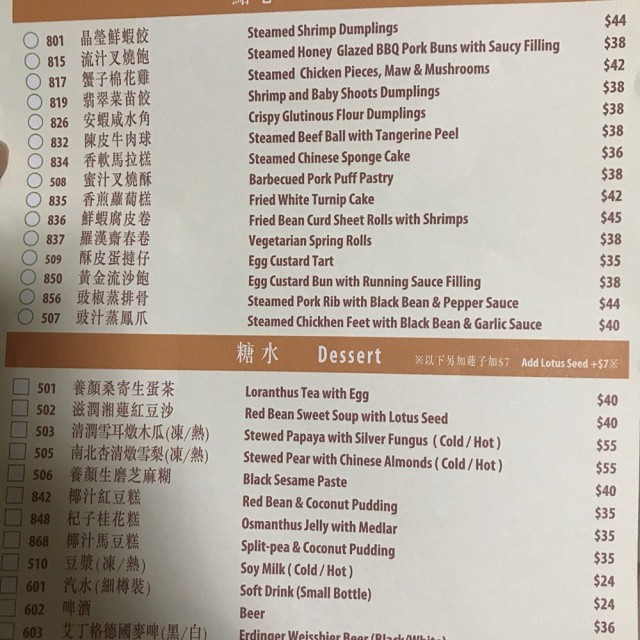 801 晶瑩鮮蝦餃 Steamed Shrimp Dumplings $44
815 流汁叉燒飽 Steamed Honey Glazed BBQ Pork Buns with Saucy Filling $38
817 蟹子棉花雞 Steamed Chicken Pieces, Maw & Mushrooms $42
819 翡翠菜苗餃 Shrimp and Baby Shoots Dumplings $38
826 安蝦咸水角 Crispy Glutinous Flour Dumplings $38
832 陳皮牛肉球 Steamed Beef Ball with Tangerine Peel $38
834 香軟馬拉糕 Steamed Chinese Sponge Cake $36
508 蜜汁叉燒酥 Barbecued Pork Puff Pastry $38
835 香煎蘿蔔糕 Fried White Turnip Cake $42
836 鮮蝦腐皮卷 Fried Bean Curd Sheet Rolls with Shrimps $45
837 羅漢齋春卷 Vegetarian Spring Rolls $38
509 酥皮蛋撻仔 Egg Custard Tart $35
850 黃金流沙飽 Egg Custard Bun with Running Sauce Filling $38
856 豉椒蒸排骨 Steamed Pork Rib with Black Bean & Pepper Sauce $44
507 豉汁蒸鳳爪 Steamed Chickhen Feet with Black Bean & Garlic Sauce $40
糖水 Dessert ※以下另加蓮子加$7 Add Lotus Seed +$7※
501 養顏桑寄生蛋茶 Loranthus Tea with Egg $40
502 滋潤湘蓮紅豆沙 Red Bean Sweet Soup with Lotus Seed $40
503 清潤雪耳燉木瓜(凍/熱) Stewed Papaya with Silver Fungus ( Cold / Hot ) $55
505 南北杏清燉雪梨(凍/熱) Stewed Pear with Chinese Almonds ( Cold / Hot ) $55
506 養顏生磨芝麻糊 Black Sesame Paste $40
842 椰汁紅豆糕 Red Bean & Coconut Pudding $35
848 杞子桂花糕 Osmanthus Jelly with Medlar $35
868 椰汁馬豆糕 Split-pea & Coconut Pudding $35
510 豆漿(凍/熱) Soy Milk ( Cold / Hot ) $24
601 汽水(細樽裝) Soft Drink (Small Bottle) $24
602 啤酒 Beer $36
603 艾丁格德國麥啤(黑/白) Erdinger Weissbier Beer (Black/White)